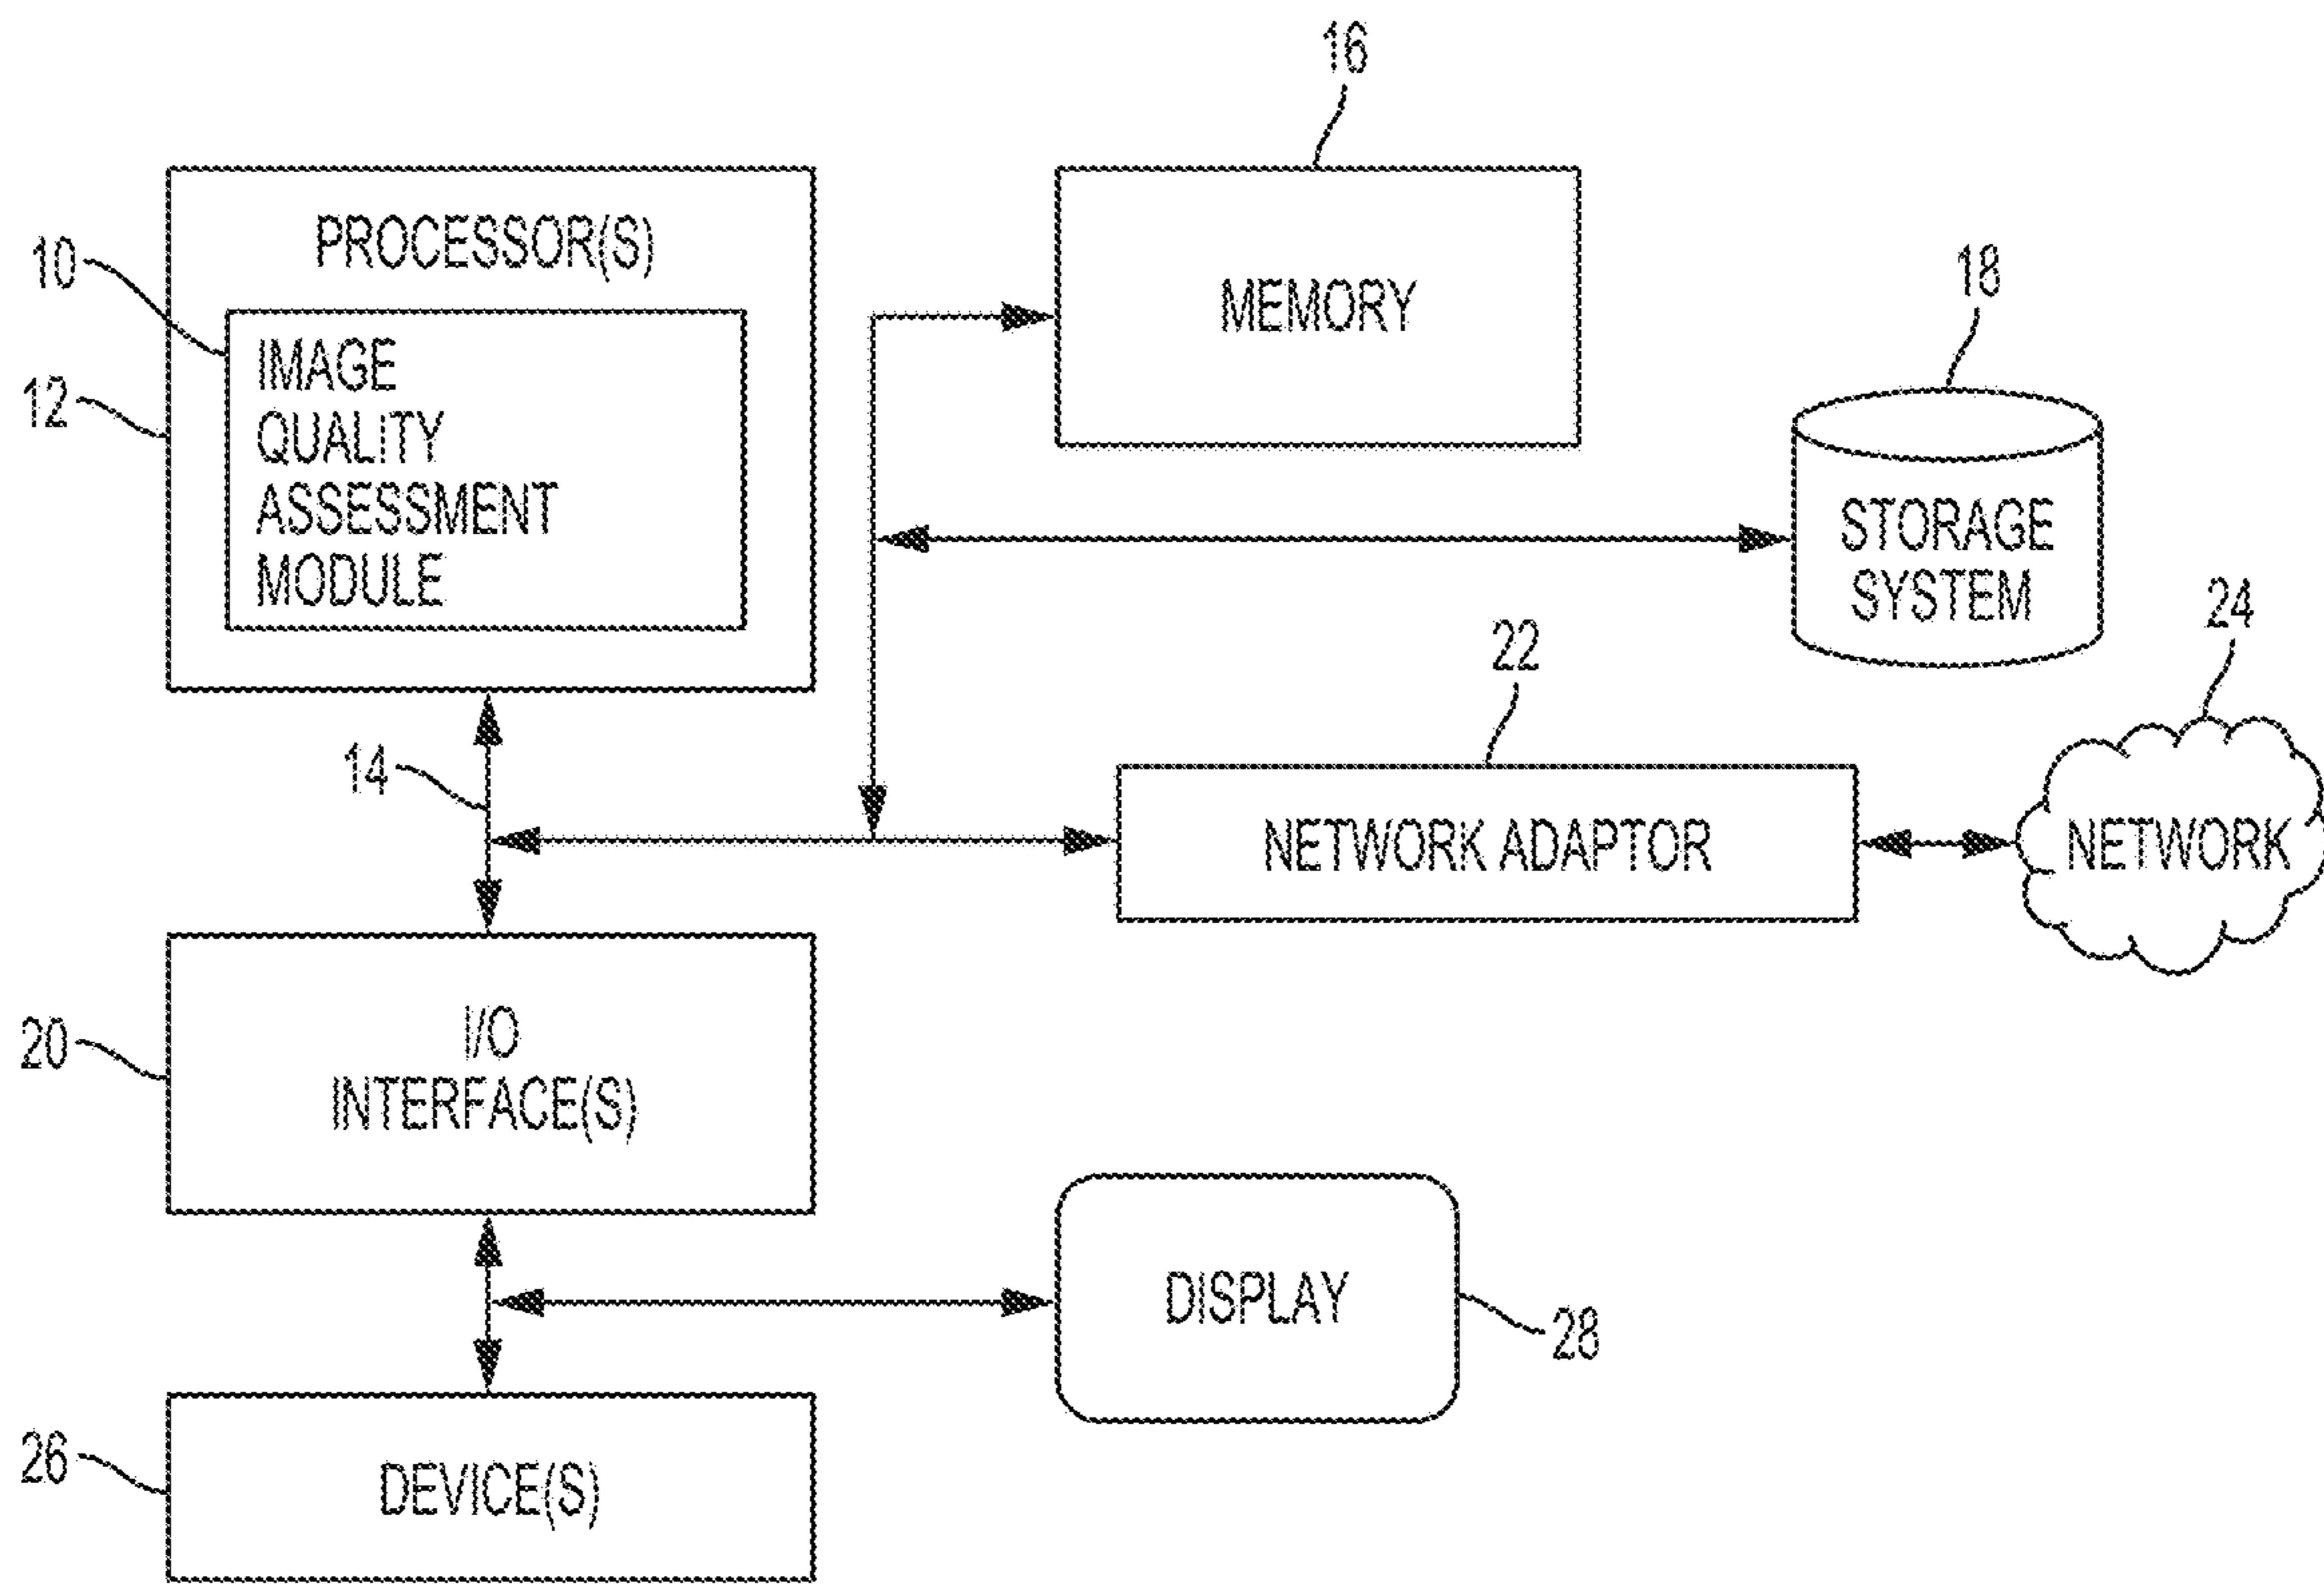 16
PROCESSOR(S)
10
IMAGE
QUALITY
ASSESSMENT
MODULE
12
MEMORY
18
STORAGE
SYSTEM
22
24
14
NETWORK ADAPTOR
NETWORK
I/O
INTERFACE(S)
20
DISPLAY
28
26
DEVICE(S)